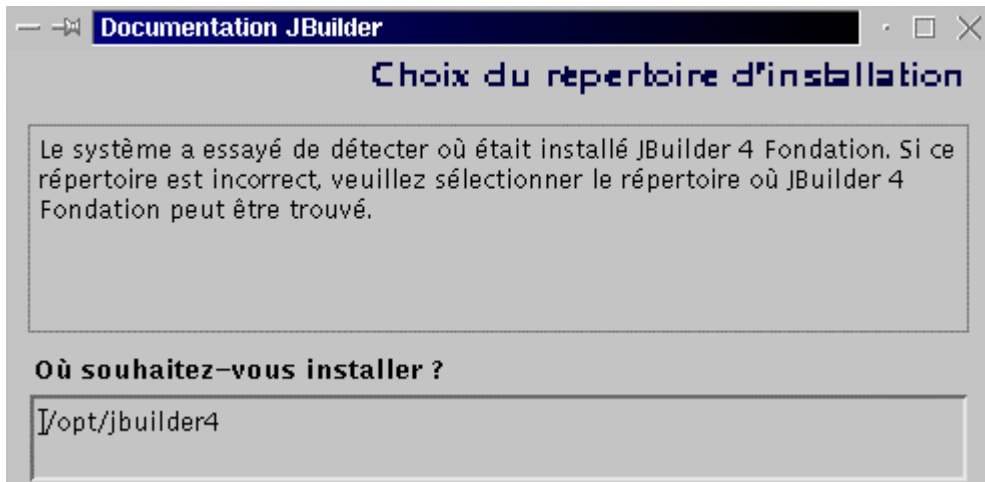 Documentation JBuilder
Choix du répertoire d'installation
Le système a essayé de détecter où était installé JBuilder 4 Fondation. Si ce
répertoire est incorrect, veuillez sélectionner le répertoire où JBuilder 4
Fondation peut être trouvé.
Où souhaitez-vous installer ?
/opt/jbuilder4